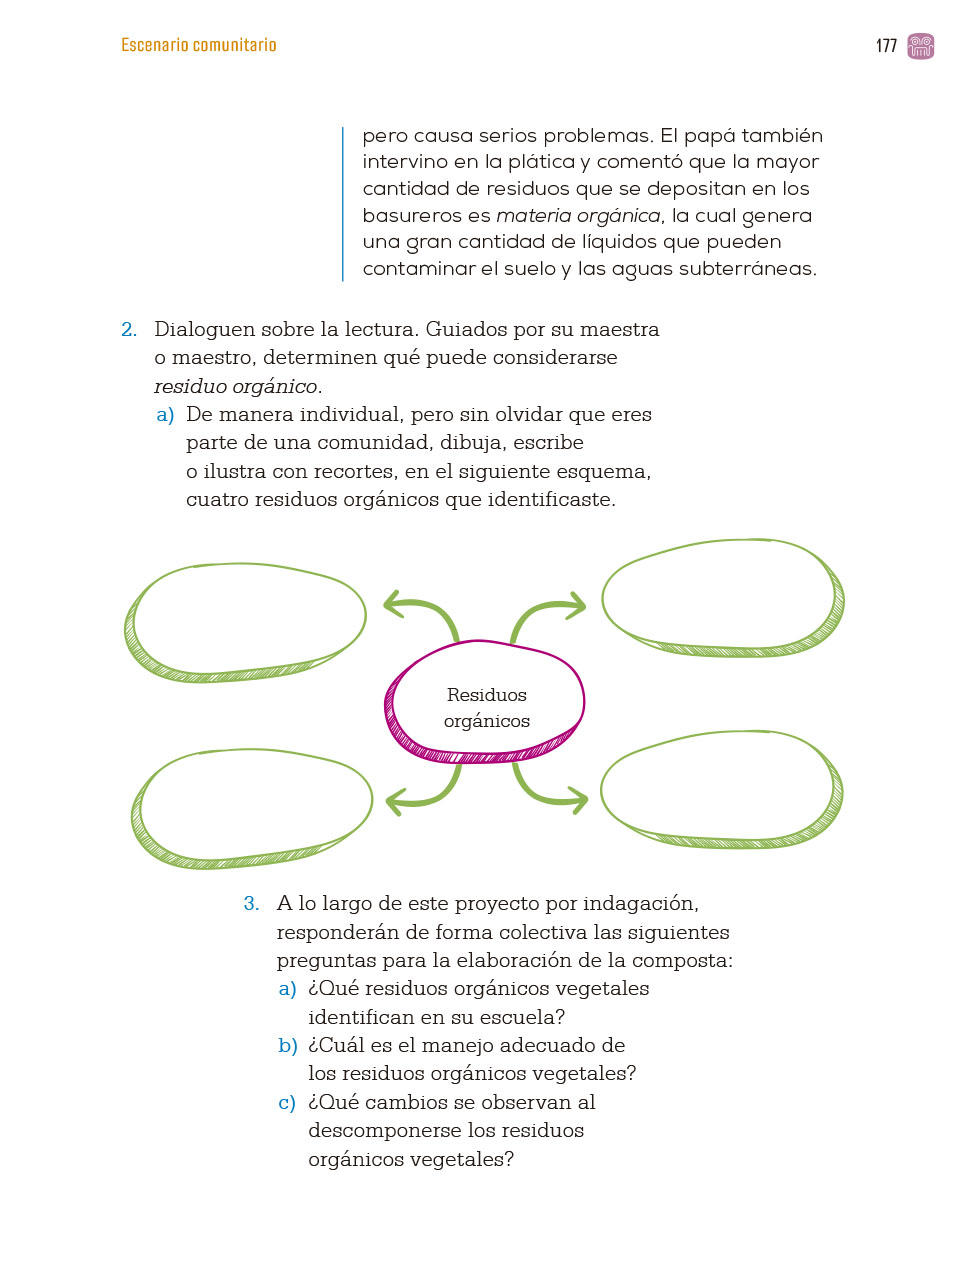 Escenario comunitario
177
pero causa serios problemas. El papá también
intervino en la plática y comentó que la mayor
cantidad de residuos que se depositan en los
basureros es materia orgánica, la cual genera
una gran cantidad de líquidos que pueden
contaminar el suelo y las aguas subterráneas.
2. Dialoguen sobre la lectura. Guiados por su maestra
o maestro, determinen qué puede considerarse
residuo orgánico.
a) De manera individual, pero sin olvidar que eres
parte de una comunidad, dibuja, escribe
o ilustra con recortes, en el siguiente esquema,
cuatro residuos orgánicos que identificaste.
Residuos
orgánicos
3. A lo largo de este proyecto por indagación,
responderán de forma colectiva las siguientes
preguntas para la elaboración de la composta:
a) ¿Qué residuos orgánicos vegetales
identifican en su escuela?
b) ¿Cuál es el manejo adecuado de
los residuos orgánicos vegetales?
c) ¿Qué cambios se observan al
descomponerse los residuos
orgánicos vegetales?